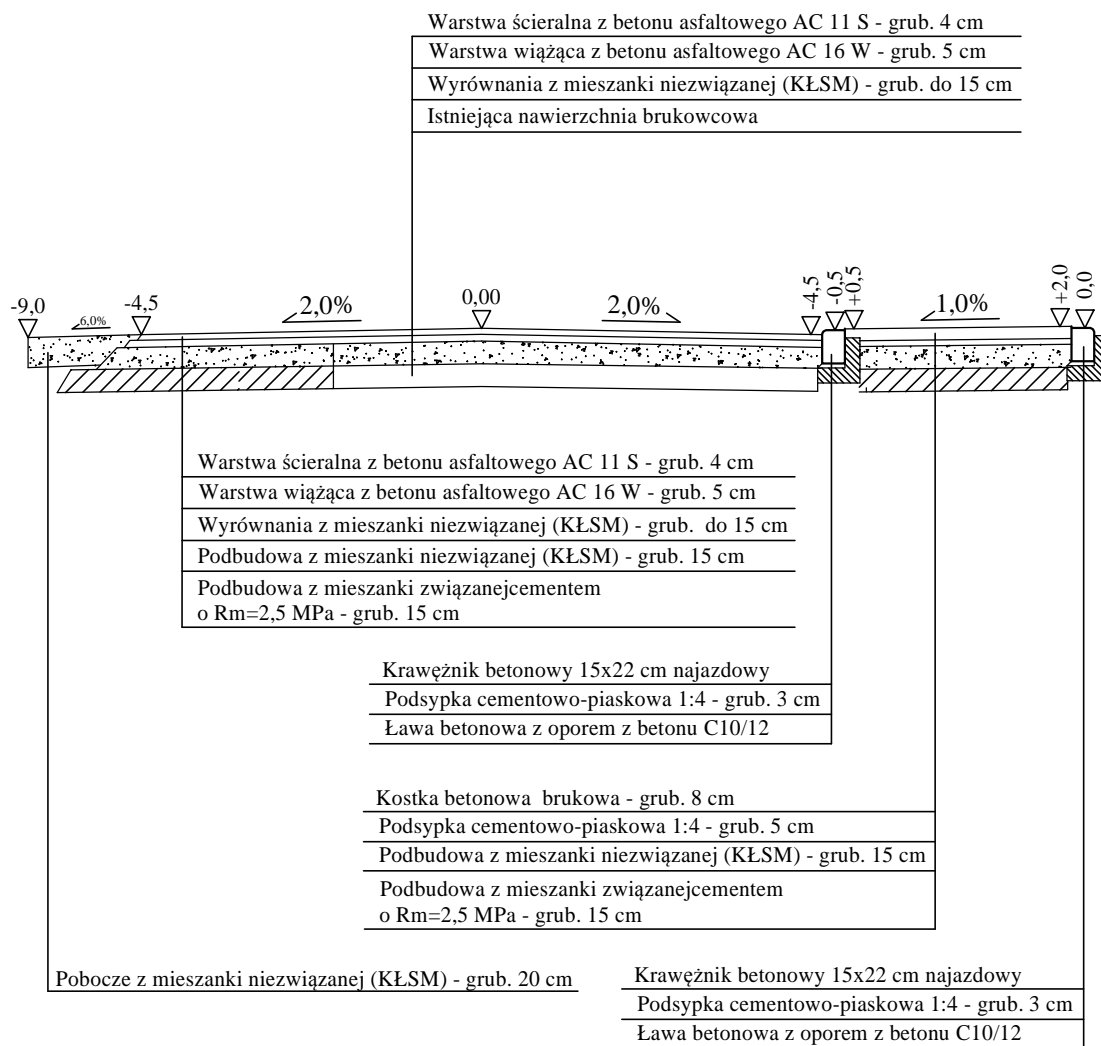 Warstwa ścieralna z betonu asfaltowego AC 11 S - grub. 4 cm
Warstwa wiążąca z betonu asfaltowego AC 16 W - grub. 5 cm
Wyrównania z mieszanki niezwiązanej (KŁSM) - grub. do 15 cm
Istniejąca nawierzchnia brukowcowa
-9,0
6,0%
-4,5
2,0%
0,00
2,0%
-4,5
-0,5
+0,5
1,0%
+2,0
0,0
Warstwa ścieralna z betonu asfaltowego AC 11 S - grub. 4 cm
Warstwa wiążąca z betonu asfaltowego AC 16 W - grub. 5 cm
Wyrównania z mieszanki niezwiązanej (KŁSM) - grub. do 15 cm
Podbudowa z mieszanki niezwiązanej (KŁSM) - grub. 15 cm
Podbudowa z mieszanki związanejcementem
o Rm=2,5 MPa - grub. 15 cm
Krawężnik betonowy 15x22 cm najazdowy
Podsypka cementowo-piaskowa 1:4 - grub. 3 cm
Ława betonowa z oporem z betonu C10/12
Kostka betonowa brukowa - grub. 8 cm
Podsypka cementowo-piaskowa 1:4 - grub. 5 cm
Podbudowa z mieszanki niezwiązanej (KŁSM) - grub. 15 cm
Podbudowa z mieszanki związanejcementem
o Rm=2,5 MPa - grub. 15 cm
Pobocze z mieszanki niezwiązanej (KŁSM) - grub. 20 cm
Krawężnik betonowy 15x22 cm najazdowy
Podsypka cementowo-piaskowa 1:4 - grub. 3 cm
Ława betonowa z oporem z betonu C10/12